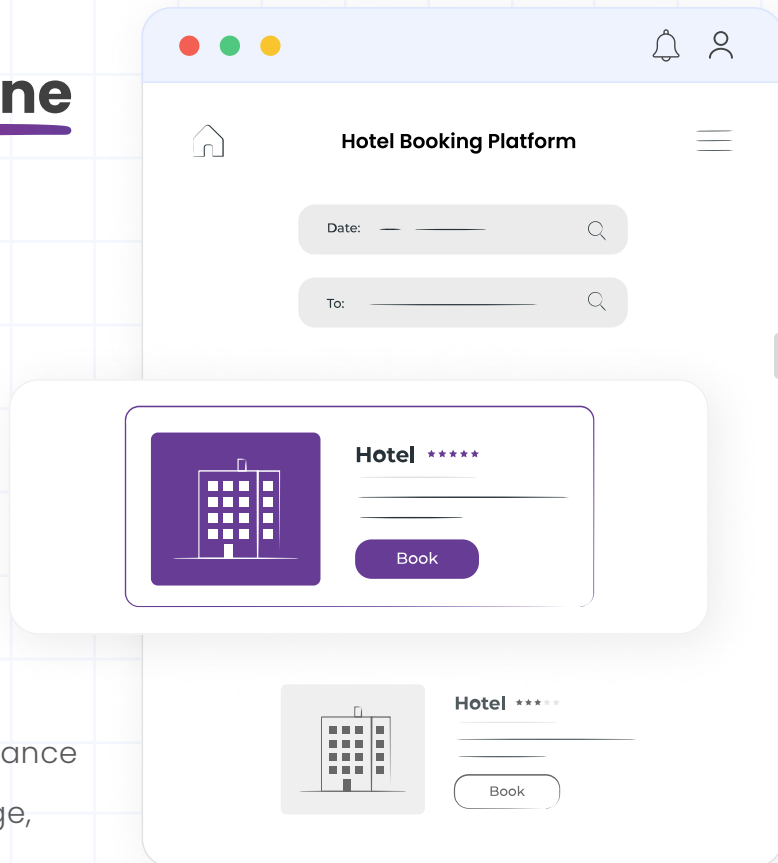 ne
Hotel Booking Platform
Date:
To:
Hotel
Book
Hotel
ance
Book
ge,